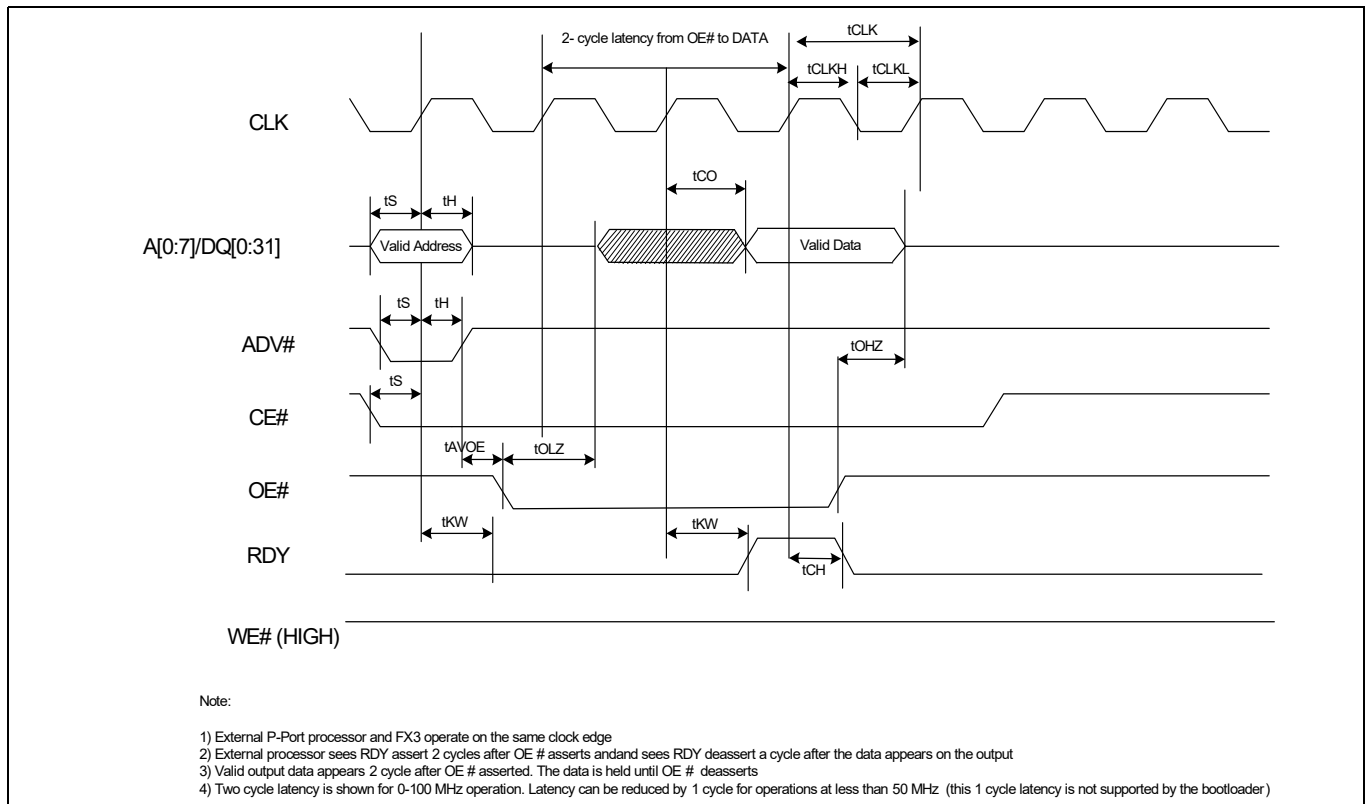 2- cycle latency from OE# to DATA
tCLK
tCLKH
tCLKL
CLK
tCO
tS
tH
A[0:7]/DQ[0:31]
Valid Address
Valid Data
tS
tH
ADV#
tOHZ
tS
CE#
tAVOE
tOLZ
OE#
tKW
tKW
RDY
tCH
WE# (HIGH)
Note:
1) External P-Port processor and FX3 operate on the same clock edge
2) External processor sees RDY assert 2 cycles after OE # asserts andand sees RDY deassert a cycle after the data appears on the output
3) Valid output data appears 2 cycle after OE # asserted. The data is held until OE # deasserts
4) Two cycle latency is shown for 0-100 MHz operation. Latency can be reduced by 1 cycle for operations at less than 50 MHz (this 1 cycle latency is not supported by the bootloader)